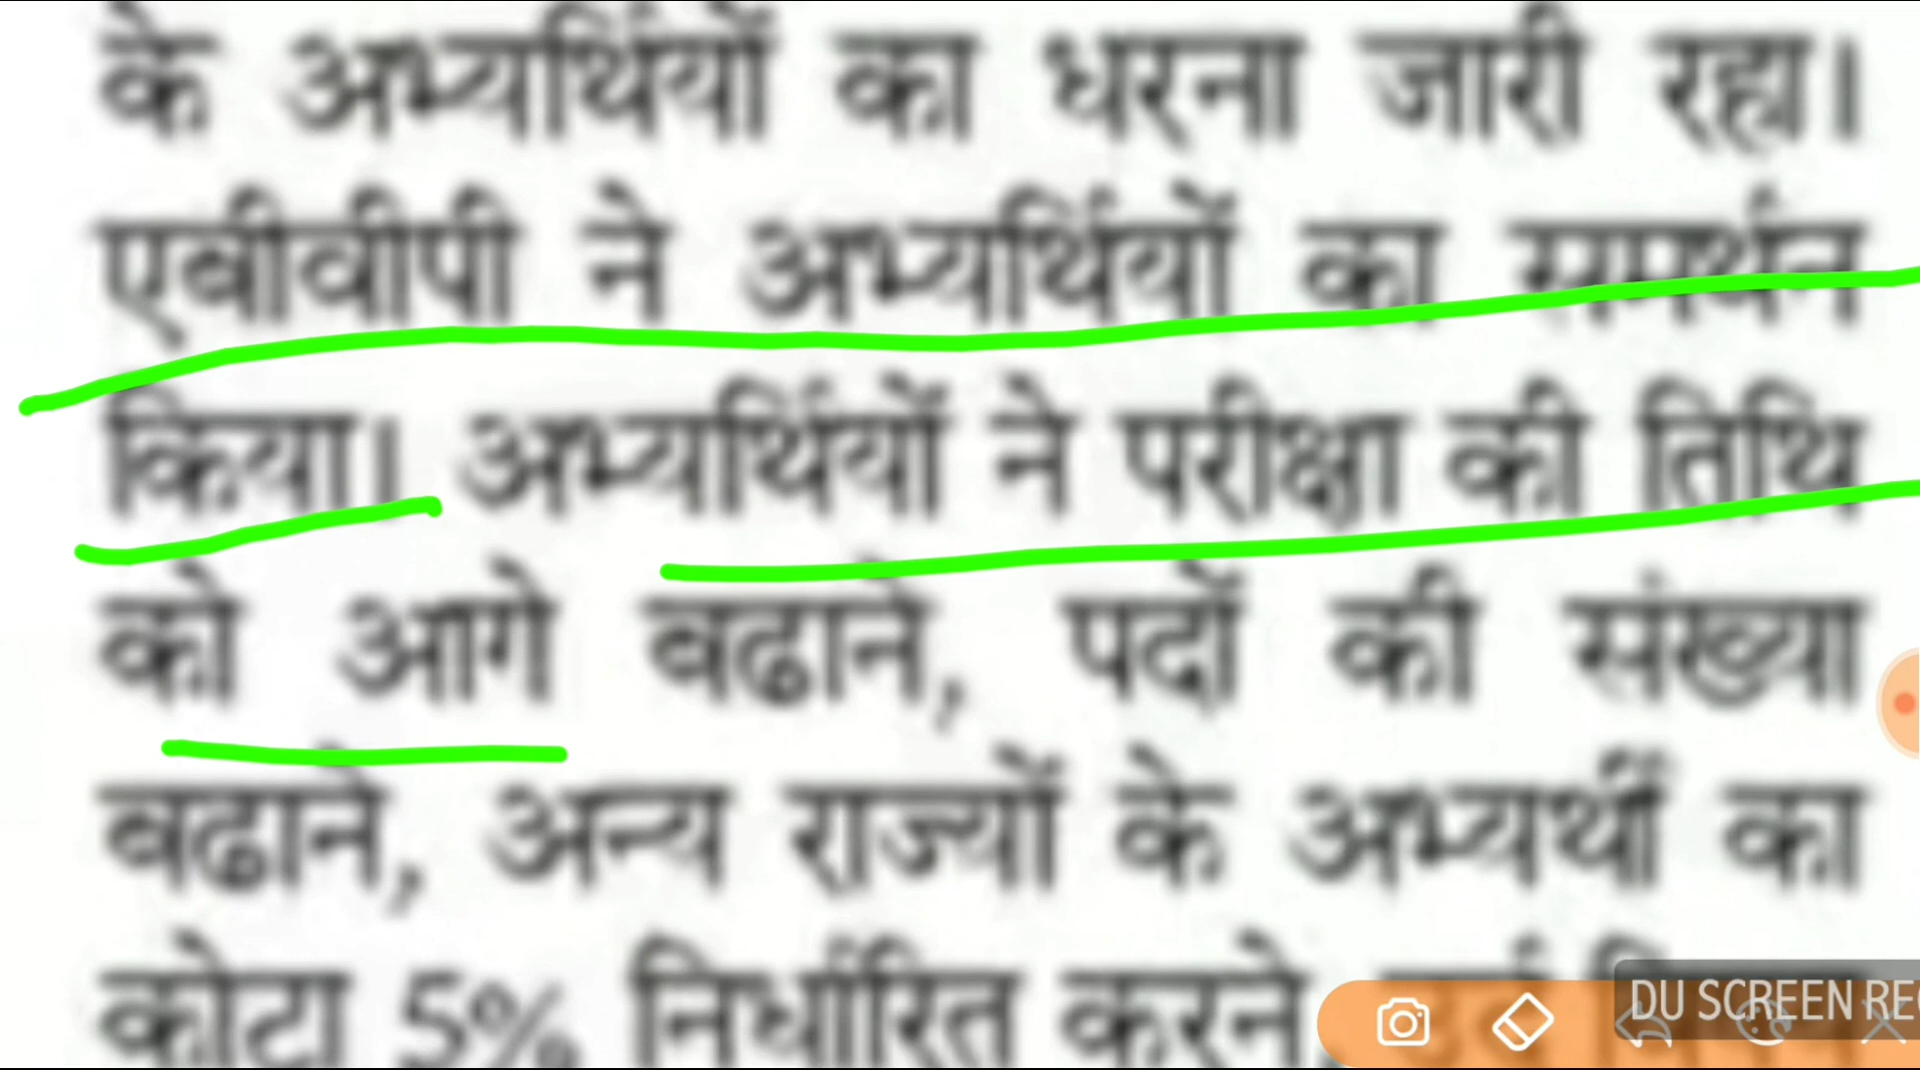 के अभ्यर्थियों का धरना जारी रहा।
एबीवीपी ने अभ्यर्थियों का समर्थन
किया। अभ्यर्थियों ने परीक्षा की तिथि
को आगे बढाने, पदों की संख्या
बढाने, अन्य राज्यों के अभ्यर्थी का
कोटा 5% निर्धारित करने,
DU SCREEN REC